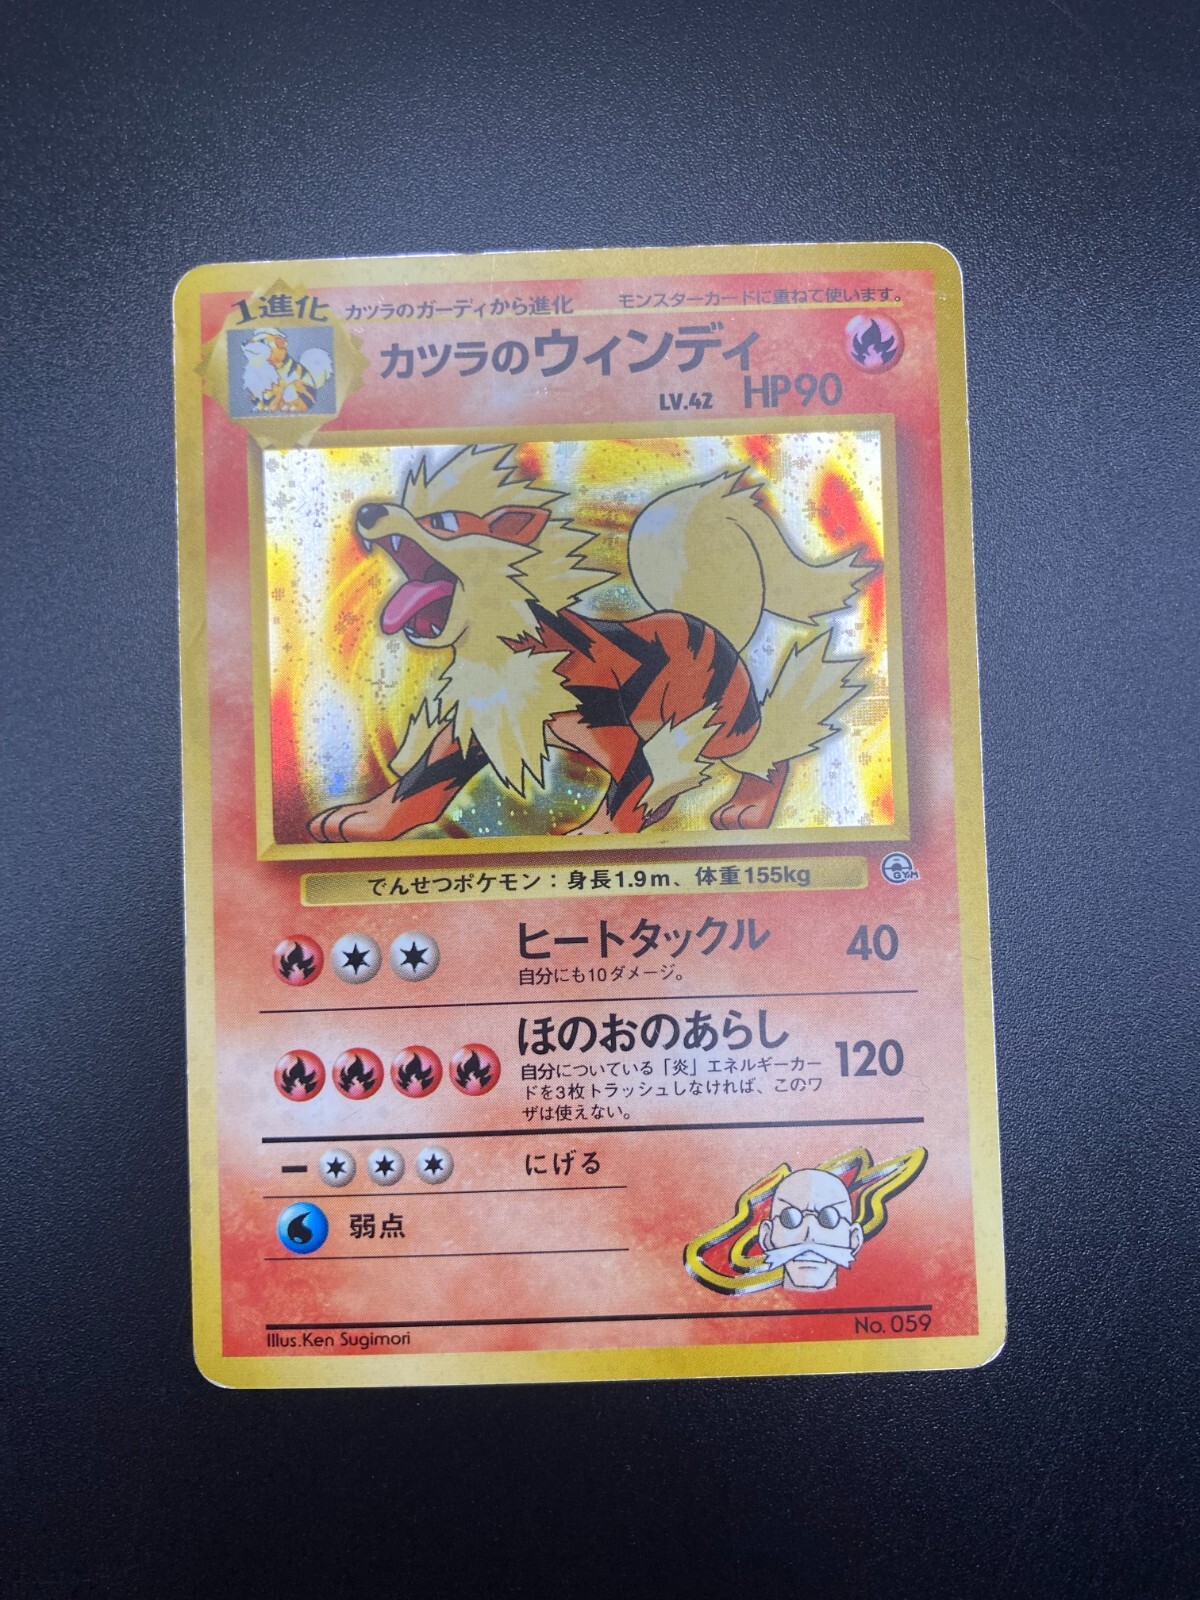 1進化
カツラのガーディから進化
モンスターカードに重ねて使います。
カツラのウィンディ
LV.42 HP90
でんせつポケモン：身長1.9m、体重155kg
GYM
ヒートタックル 40
自分にも10ダメージ。
ほのおのあらし 120
自分についている「炎」エネルギーカー
ドを3枚トラッシュしなければ、このワ
ザは使えない。
ー にげる
弱点
Illus.Ken Sugimori
No. 059